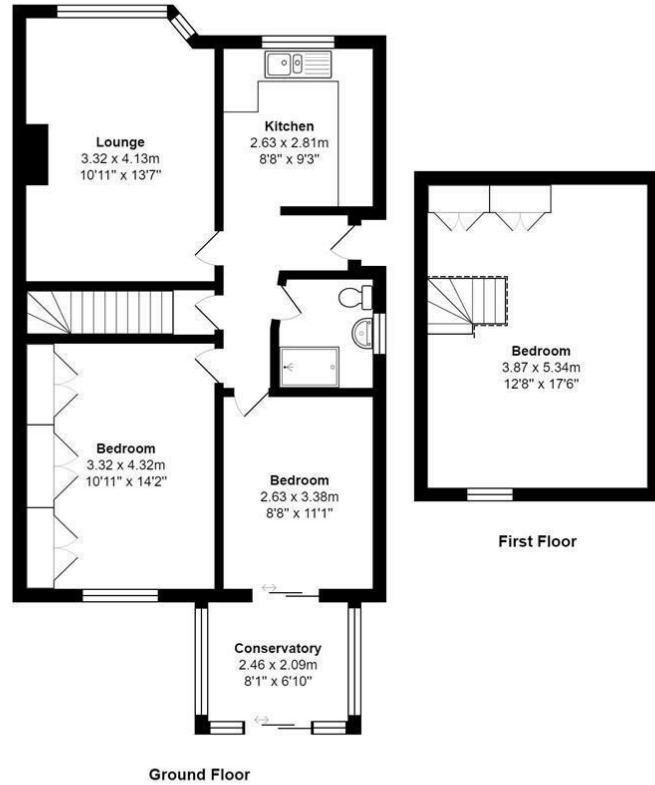 Lounge
3.32 x 4.13m
10'11" x 13'7"
Kitchen
2.63 x 2.81m
8'8" x 9'3"
Bedroom
3.32 x 4.32m
10'11" x 14'2"
Bedroom
2.63 x 3.38m
8'8" x 11'1"
Conservatory
2.46 x 2.09m
8'1" x 6'10"
Ground Floor
Bedroom
3.87 x 5.34m
12'8" x 17'6"
First Floor